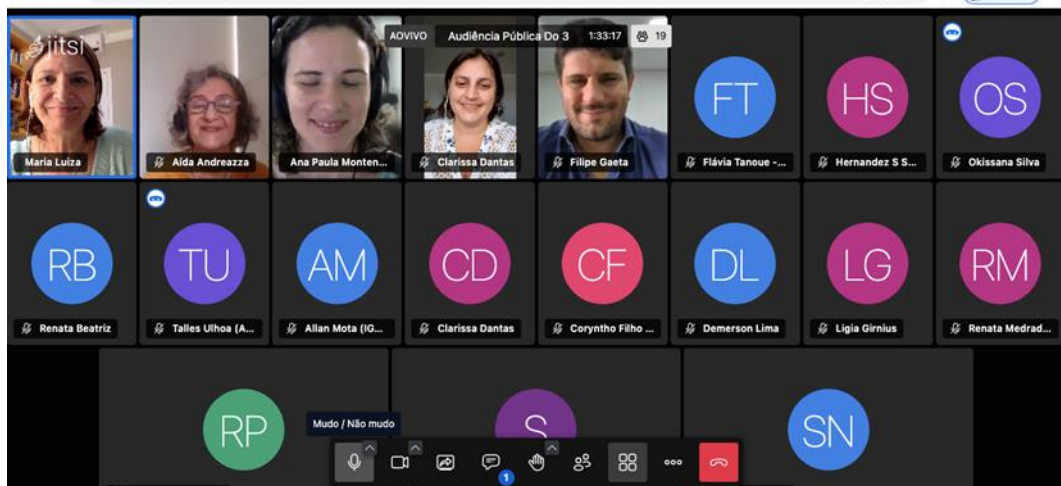 jitsi
AOVIVO Audiência Pública Do 3 1:33:17 19
FT
HS
OS
Maria Luiza
Aida Andreazza
Ana Paula Monten...
Clarissa Dantas
Filipe Gaeta
Flávia Tanoue -...
Hernandez S S...
Okissana Silva
RB
TU
AM
CD
CF
DL
LG
RM
Renata Beatriz
Talles Ulhoa (A...
Allan Mota (IG...
Clarissa Dantas
Coryntho Filho ...
Demerson Lima
Ligia Girnius
Renata Medrad...
RP
S
SN
Mudo / Não mudo
1